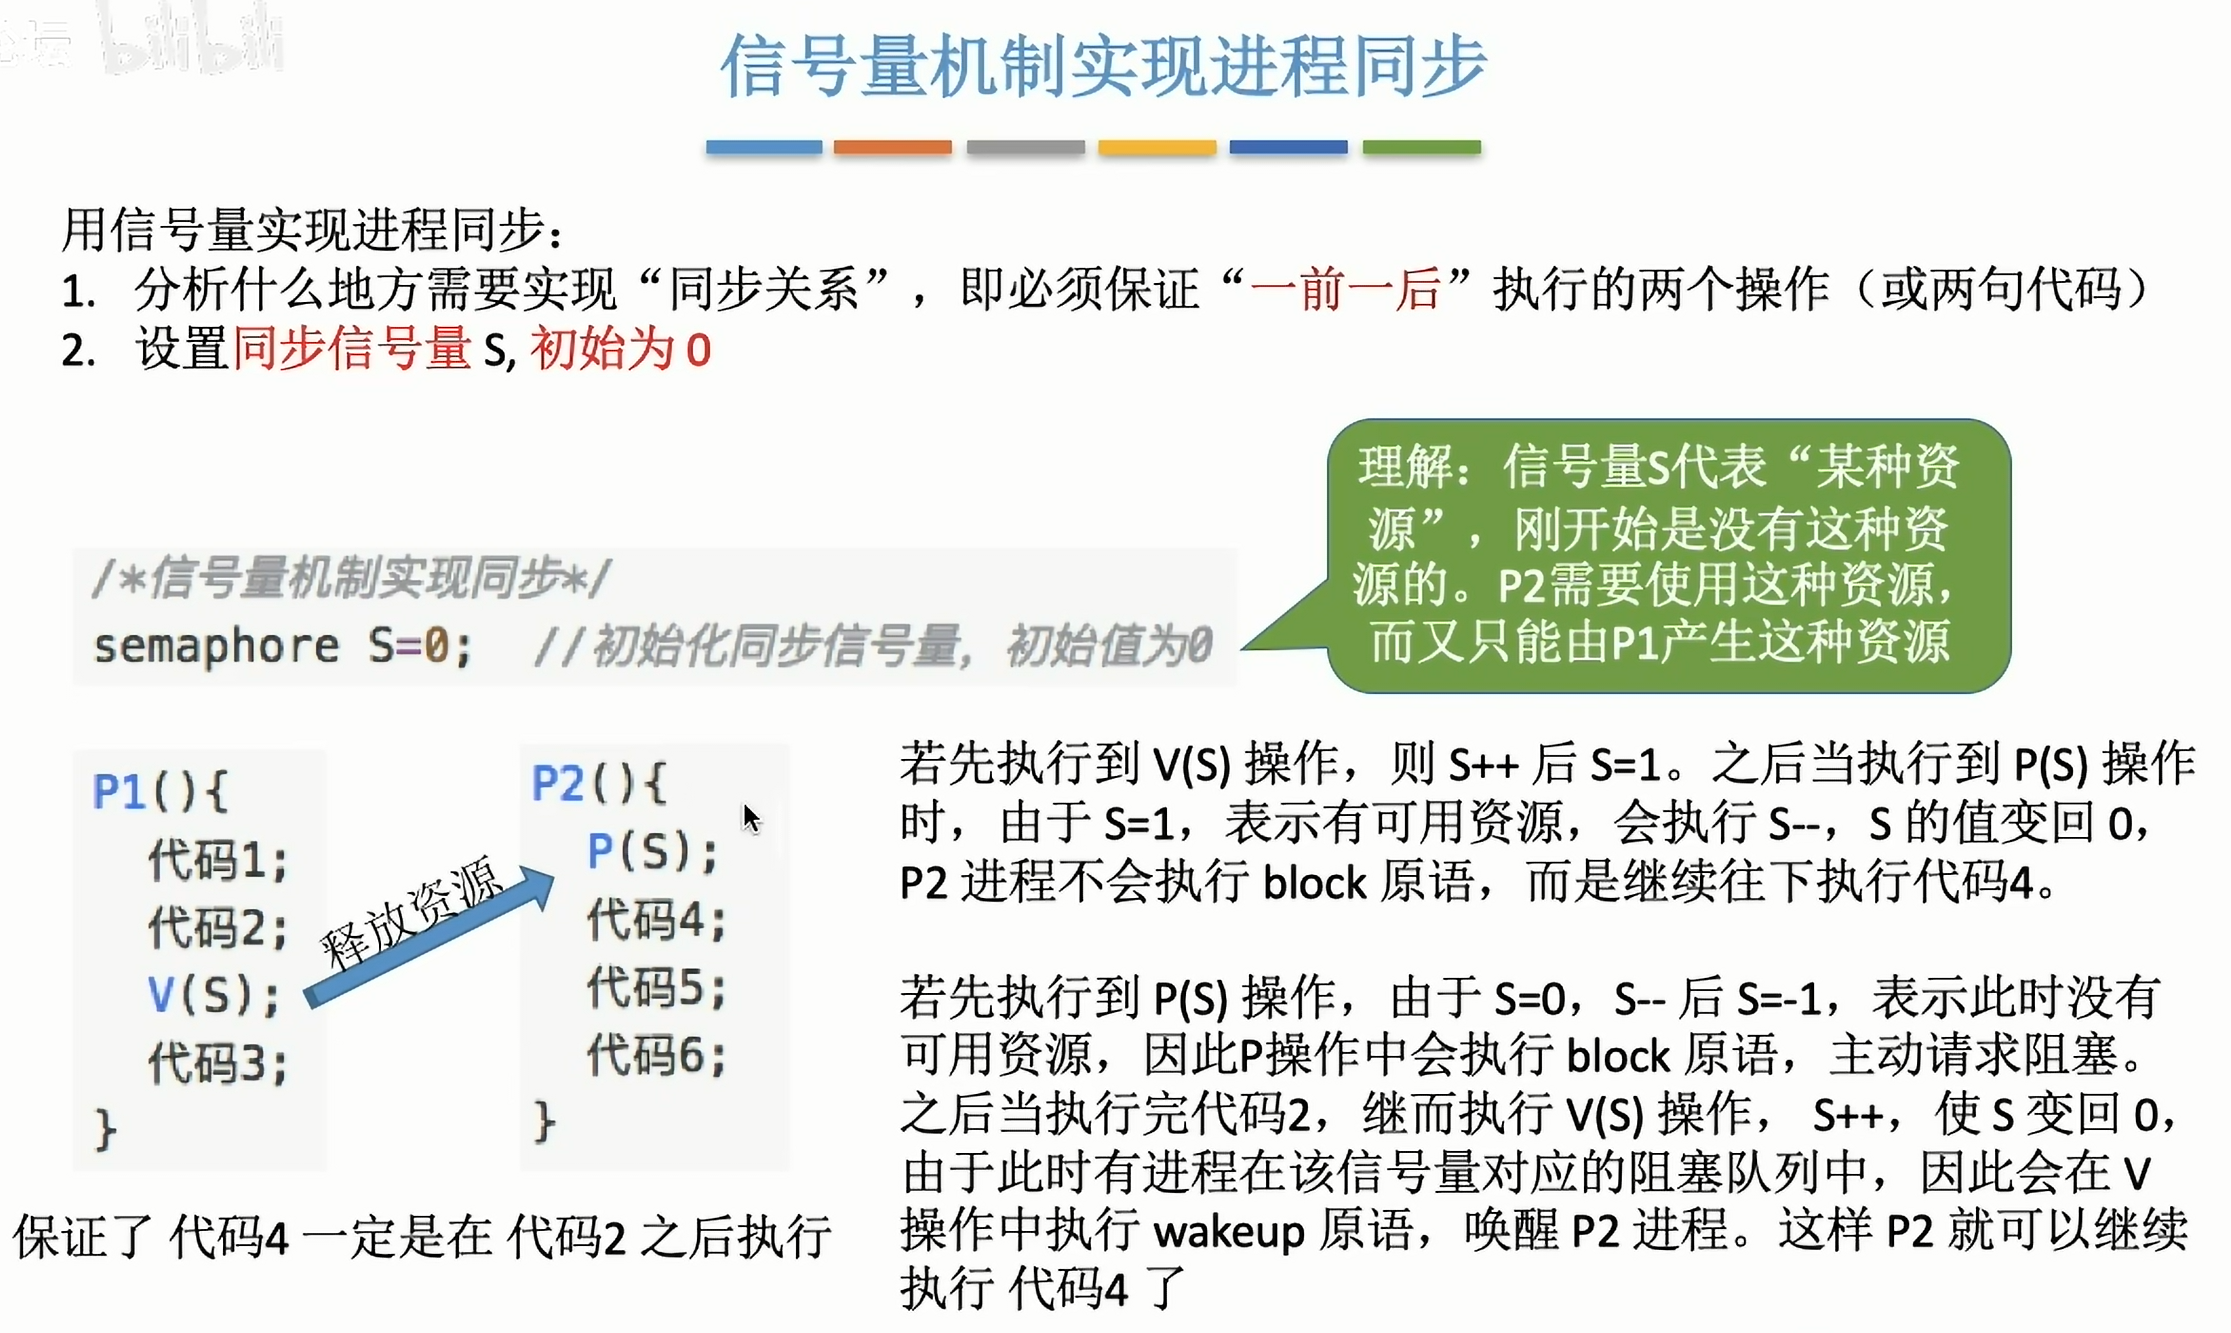 论坛 bilibili
信号量机制实现进程同步
用信号量实现进程同步：
1. 分析什么地方需要实现“同步关系”，即必须保证“一前一后”执行的两个操作（或两句代码）
2. 设置同步信号量 S, 初始为 0
理解：信号量S代表“某种资
源”，刚开始是没有这种资
源的。P2需要使用这种资源，
而又只能由P1产生这种资源
/*信号量机制实现同步*/
semaphore S=0; //初始化同步信号量，初始值为0
P1(){
代码1;
代码2;
V(S);
代码3;
}
释放资源
P2(){
P(S);
代码4;
代码5;
代码6;
}
保证了 代码4 一定是在 代码2 之后执行
若先执行到 V(S) 操作，则 S++ 后 S=1。之后当执行到 P(S) 操作
时，由于 S=1，表示有可用资源，会执行 S--，S 的值变回 0，
P2 进程不会执行 block 原语，而是继续往下执行代码4。
若先执行到 P(S) 操作，由于 S=0，S-- 后 S=-1，表示此时没有
可用资源，因此P操作中会执行 block 原语，主动请求阻塞。
之后当执行完代码2，继而执行 V(S) 操作， S++，使 S 变回 0，
由于此时有进程在该信号量对应的阻塞队列中，因此会在 V
操作中执行 wakeup 原语，唤醒 P2 进程。这样 P2 就可以继续
执行 代码4 了